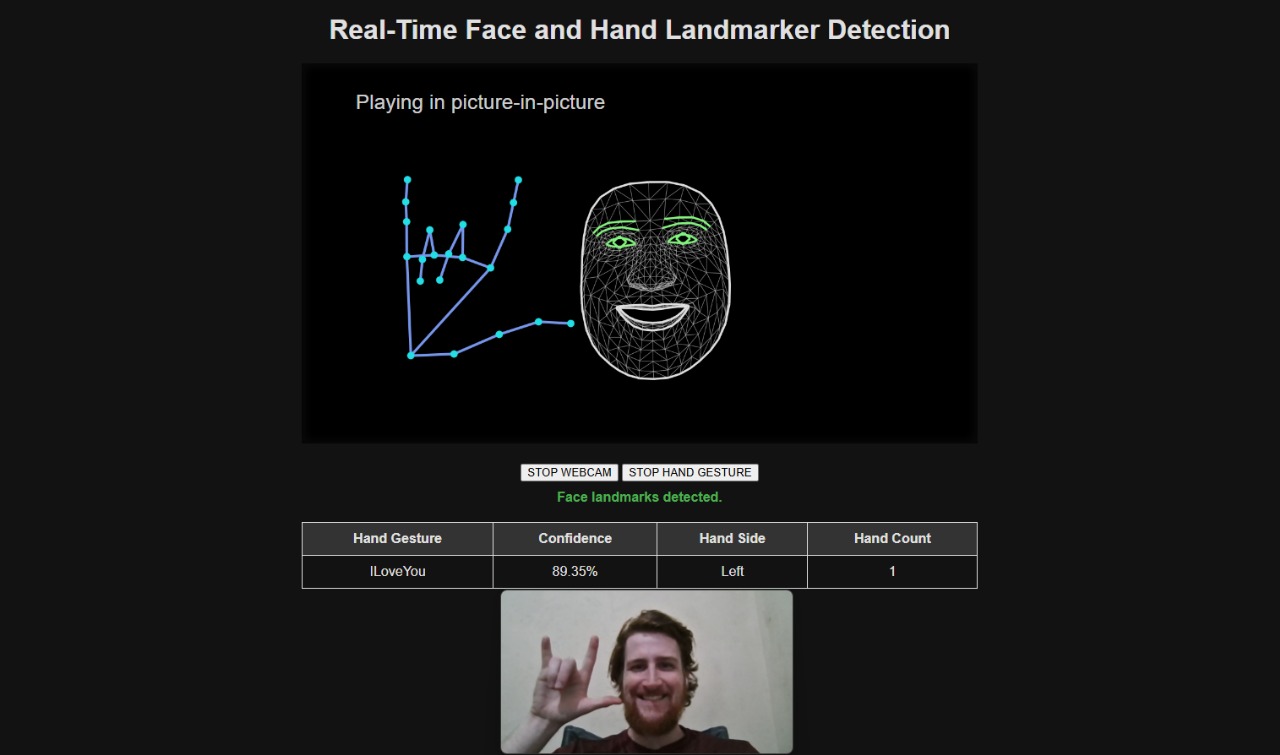 Real-Time Face and Hand Landmarker Detection
Playing in picture-in-picture
STOP WEBCAM STOP HAND GESTURE
Face landmarks detected.
Hand Gesture Confidence Hand Side Hand Count
ILoveYou 89.35% Left 1